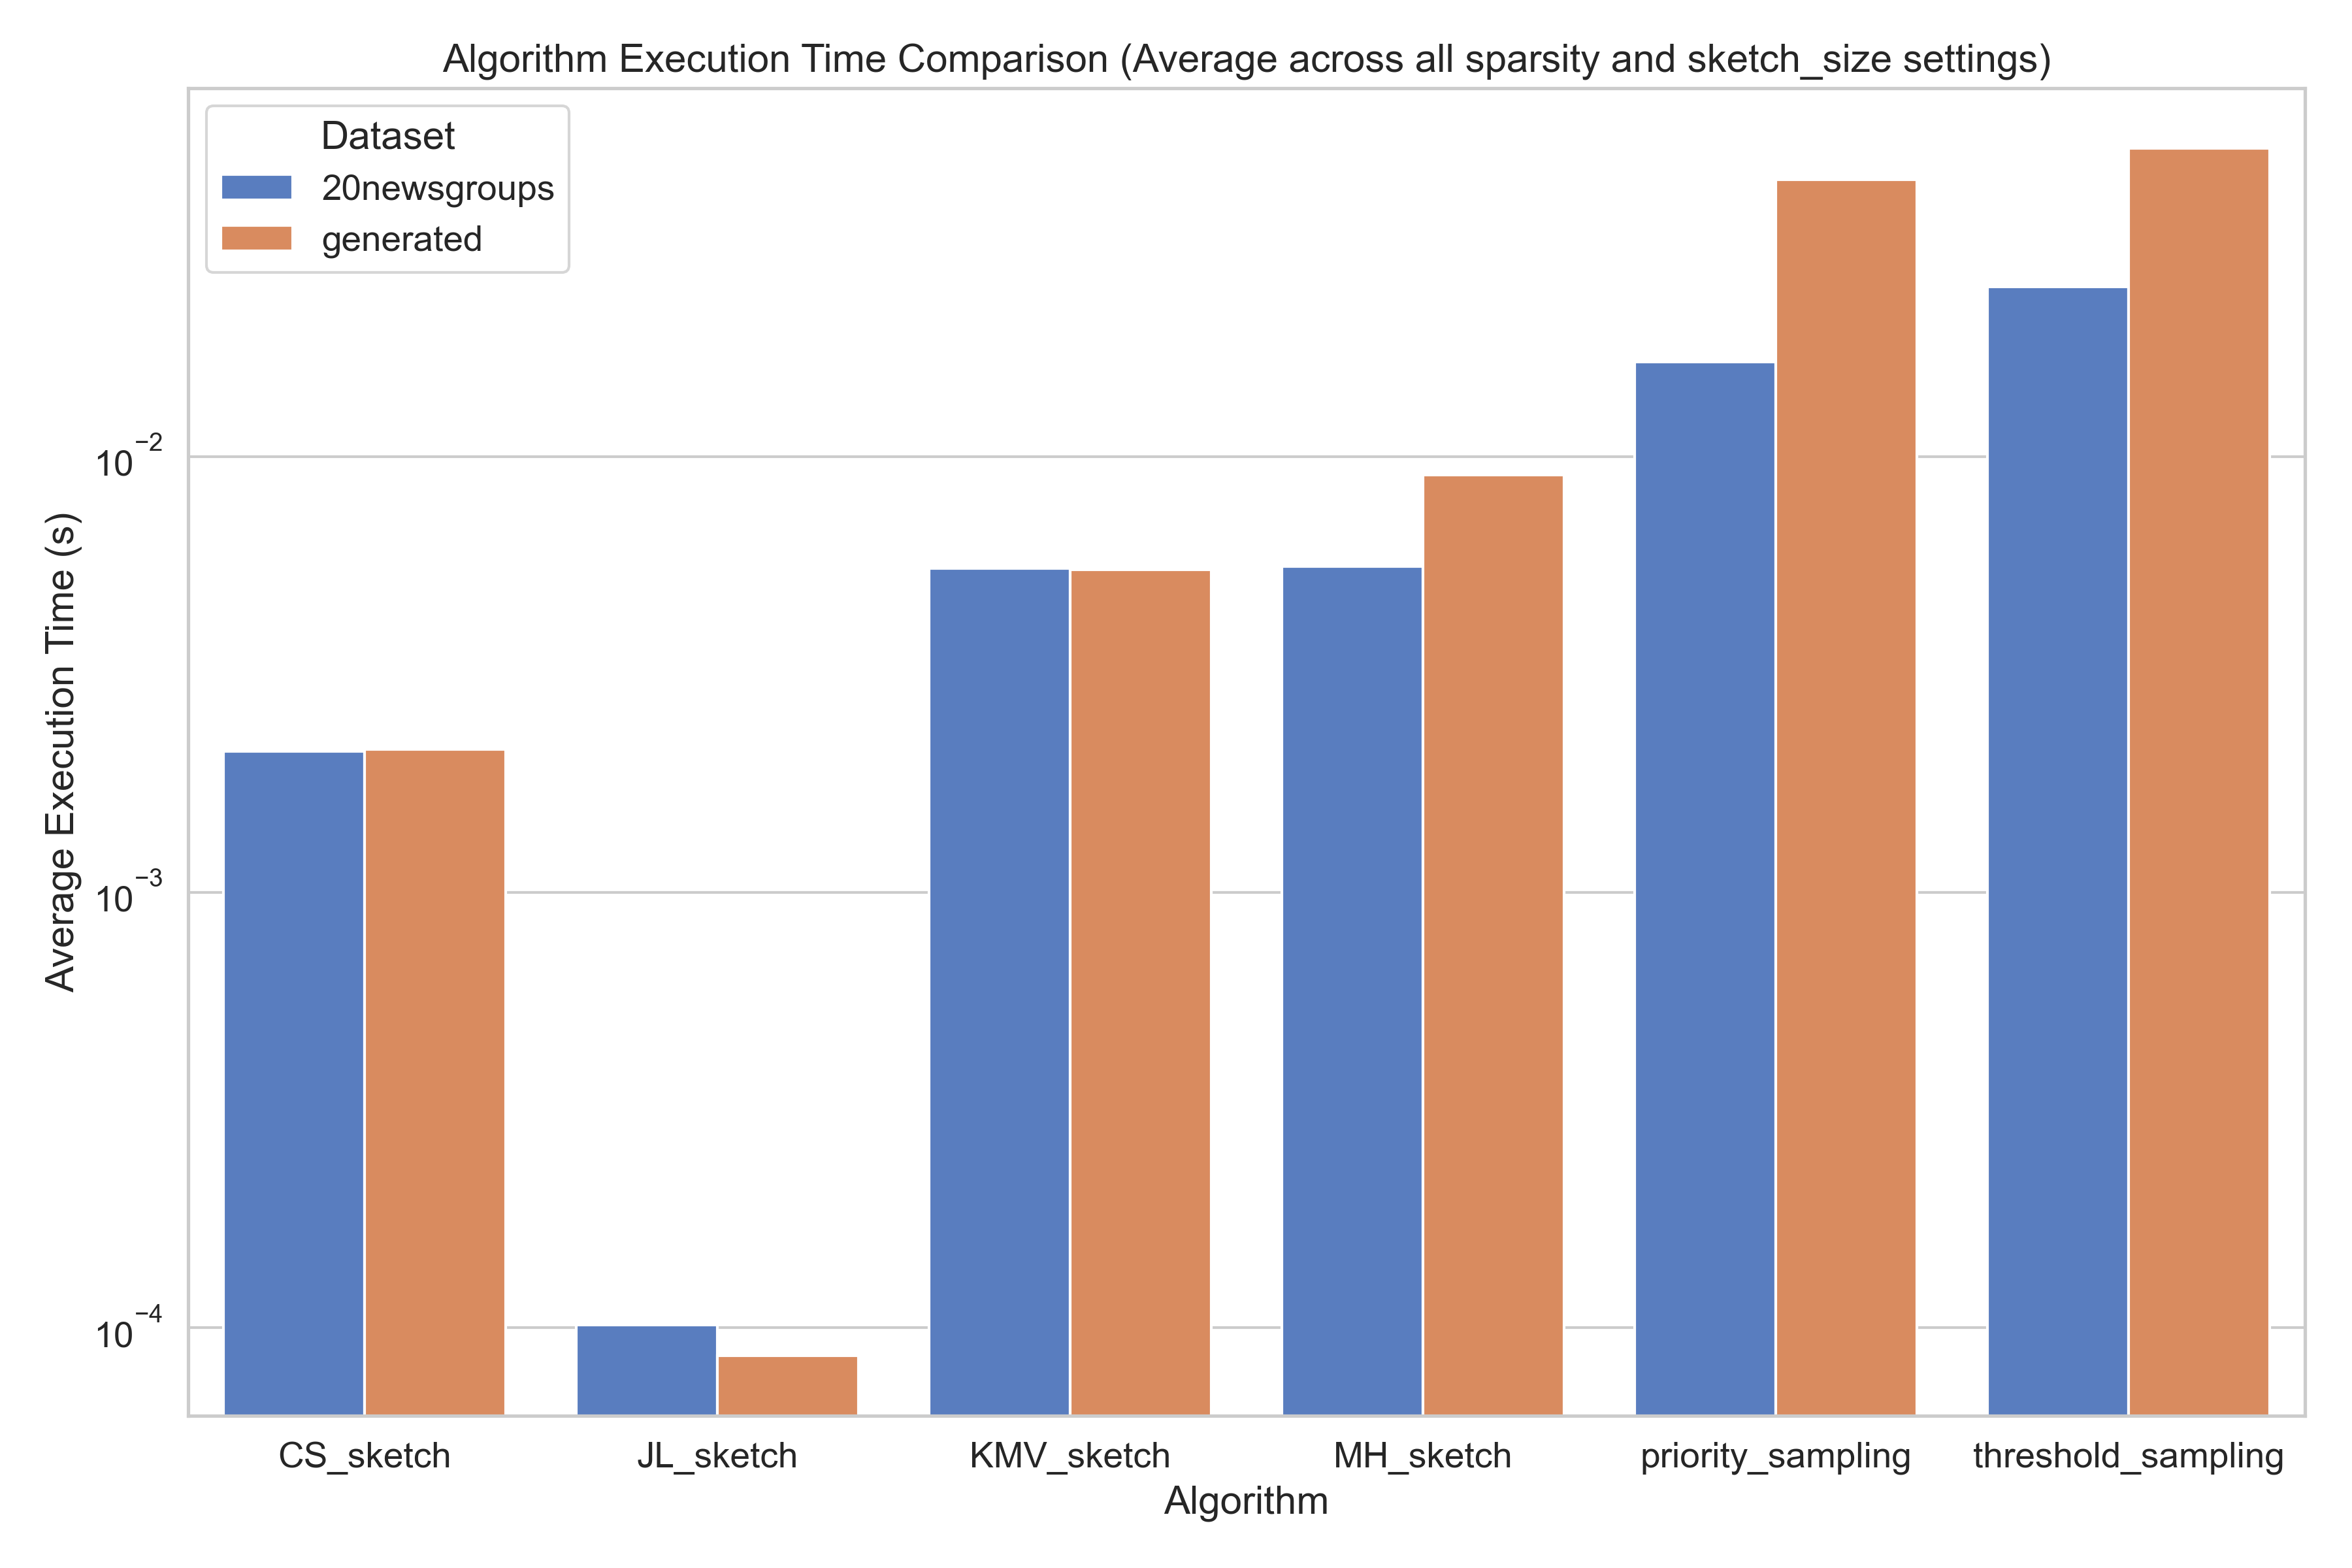 Algorithm Execution Time Comparison (Average across all sparsity and sketch_size settings)
Dataset
20newsgroups
generated
Average Execution Time (s)
10⁻²
10⁻³
10⁻⁴
CS_sketch
JL_sketch
KMV_sketch
MH_sketch
priority_sampling
threshold_sampling
Algorithm